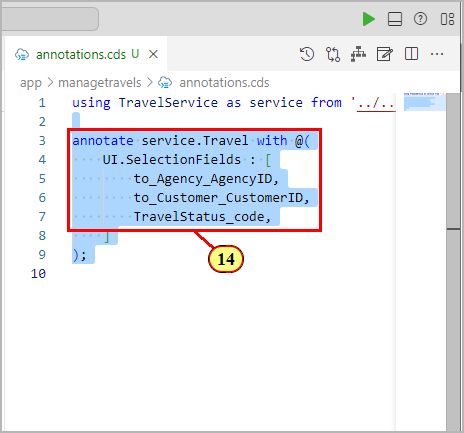 annotations.cds U
app > managetravels > annotations.cds
1 using TravelService as service from '../..
2
3 annotate service.Travel with @(
4 UI.SelectionFields : [
5 to_Agency_AgencyID,
6 to_Customer_CustomerID,
7 TravelStatus_code,
8 ]
9 );
10
14